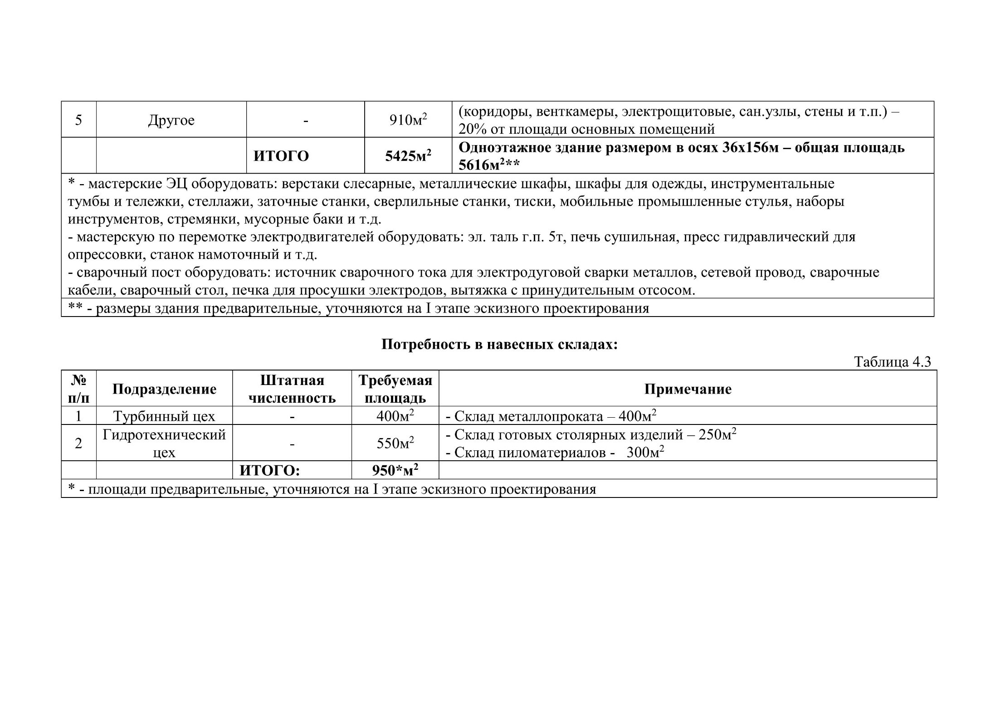 5 Другое - 910м² (коридоры, венткамеры, электрощитовые, сан.узлы, стены и т.п.) –
20% от площади основных помещений
ИТОГО 5425м² Одноэтажное здание размером в осях 36х156м – общая площадь
5616м²**
* - мастерские ЭЦ оборудовать: верстаки слесарные, металлические шкафы, шкафы для одежды, инструментальные
тумбы и тележки, стеллажи, заточные станки, сверлильные станки, тиски, мобильные промышленные стулья, наборы
инструментов, стремянки, мусорные баки и т.д.
- мастерскую по перемотке электродвигателей оборудовать: эл. таль г.п. 5т, печь сушильная, пресс гидравлический для
опрессовки, станок намоточный и т.д.
- сварочный пост оборудовать: источник сварочного тока для электродуговой сварки металлов, сетевой провод, сварочные
кабели, сварочный стол, печка для просушки электродов, вытяжка с принудительным отсосом.
** - размеры здания предварительные, уточняются на I этапе эскизного проектирования
Потребность в навесных складах:
Таблица 4.3
№ п/п Подразделение Штатная численность Требуемая площадь Примечание
1 Турбинный цех - 400м² - Склад металлопроката – 400м²
2 Гидротехнический цех - 550м² - Склад готовых столярных изделий – 250м²
- Склад пиломатериалов - 300м²
ИТОГО: 950*м²
* - площади предварительные, уточняются на I этапе эскизного проектирования